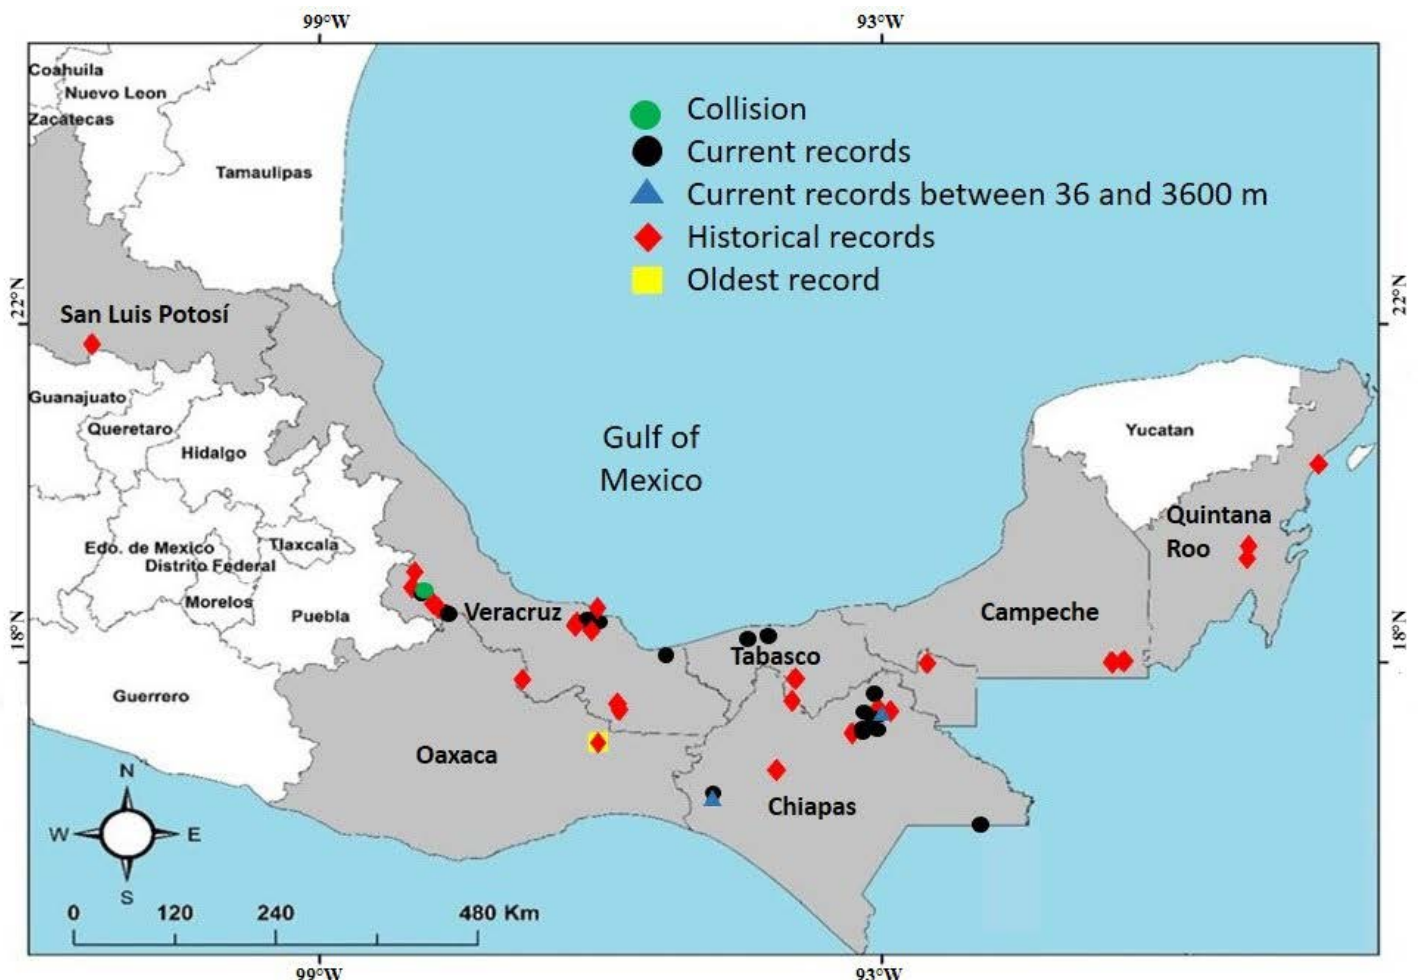 99°W
93°W
Coahuila
Nuevo Leon
Zacatecas
Tamaulipas
Collision
Current records
Current records between 36 and 3600 m
Historical records
Oldest record
22°N
22°N
San Luis Potosí
Guanajuato
Queretaro
Hidalgo
Yucatan
Gulf of
Mexico
Quintana
Roo
Edo. de Mexico
Tlaxcala
Distrito Federal
Morelos
Puebla
Veracruz
Campeche
18°N
18°N
Tabasco
Guerrero
Oaxaca
Chiapas
N
W
E
S
0
120
240
480 Km
99°W
93°W